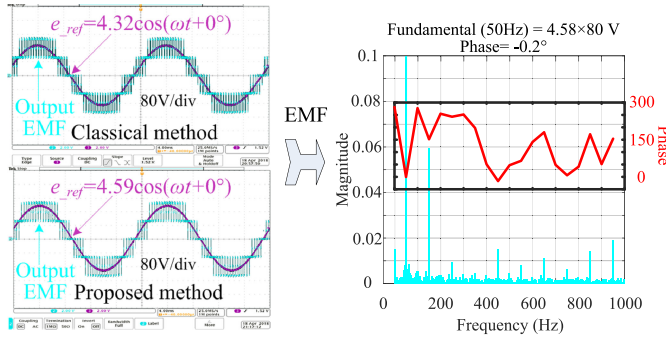 e_ref=4.32cos(ωt+0°)
Output
EMF
80V/div
Classical method
e_ref=4.59cos(ωt+0°)
Output
EMF
80V/div
Proposed method
EMF
Fundamental (50Hz) = 4.58×80 V
Phase= -0.2°
0.1
0.08
0.06
0.04
0.02
0
Magnitude
300
150
0
Phase
200
400
600
800
1000
Frequency (Hz)